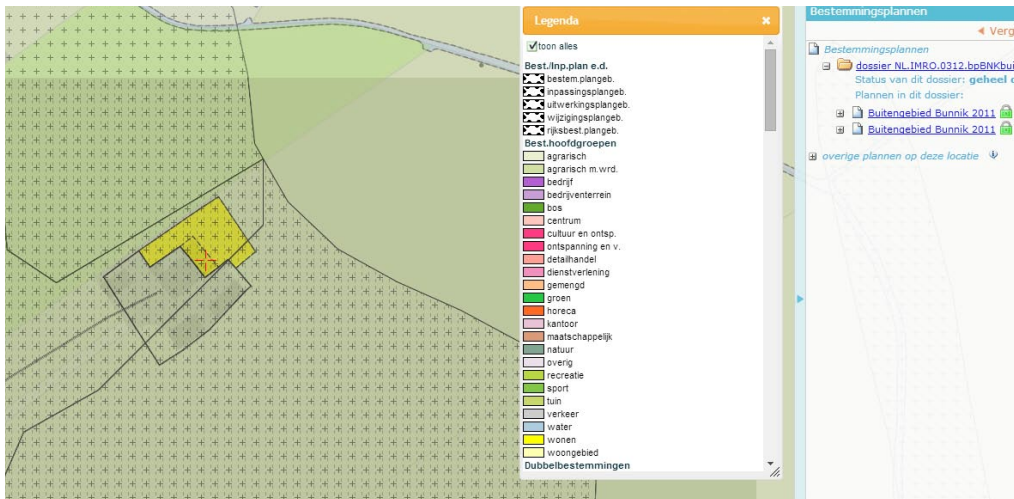 Legenda
toon alles
Best./Inp.plan e.d.
bestem.plangeb.
inpassingsplangeb.
uitwerkingsplangeb.
wijzigingsplangeb.
rijksbest.plangeb.
Best.hoofdgroepen
agrarisch
agrarisch m.wrd.
bedrijf
bedrijventerrein
bos
centrum
cultuur en ontsp.
ontspanning en v.
detailhandel
dienstverlening
gemengd
groen
horeca
kantoor
maatschappelijk
natuur
overig
recreatie
sport
tuin
verkeer
water
wonen
woongebied
Dubbelbestemmingen
Bestemmingsplannen
Verg
Bestemmingsplannen
dossier NL.IMRO.0312.bpBNKbui
Status van dit dossier: geheel o
Plannen in dit dossier:
Buitengebied Bunnik 2011
Buitengebied Bunnik 2011
overige plannen op deze locatie